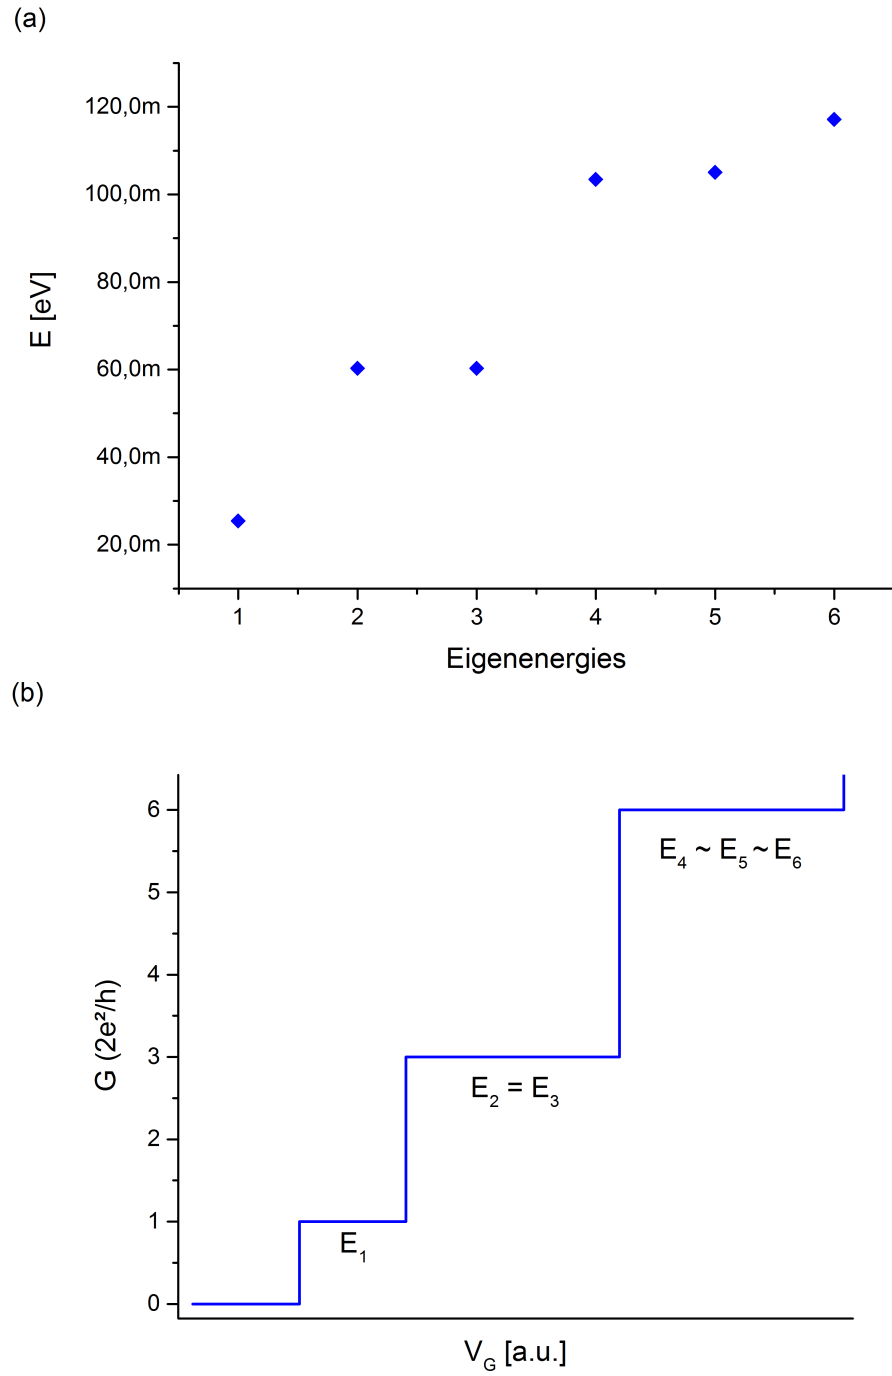 (a)
120,0m
100,0m
80,0m
60,0m
40,0m
20,0m
E [eV]
1 2 3 4 5 6
Eigenenergies
(b)
6
5
4
3
2
1
0
G (2e²/h)
E₄ ~ E₅ ~ E₆
E₂ = E₃
E₁
V_G [a.u.]